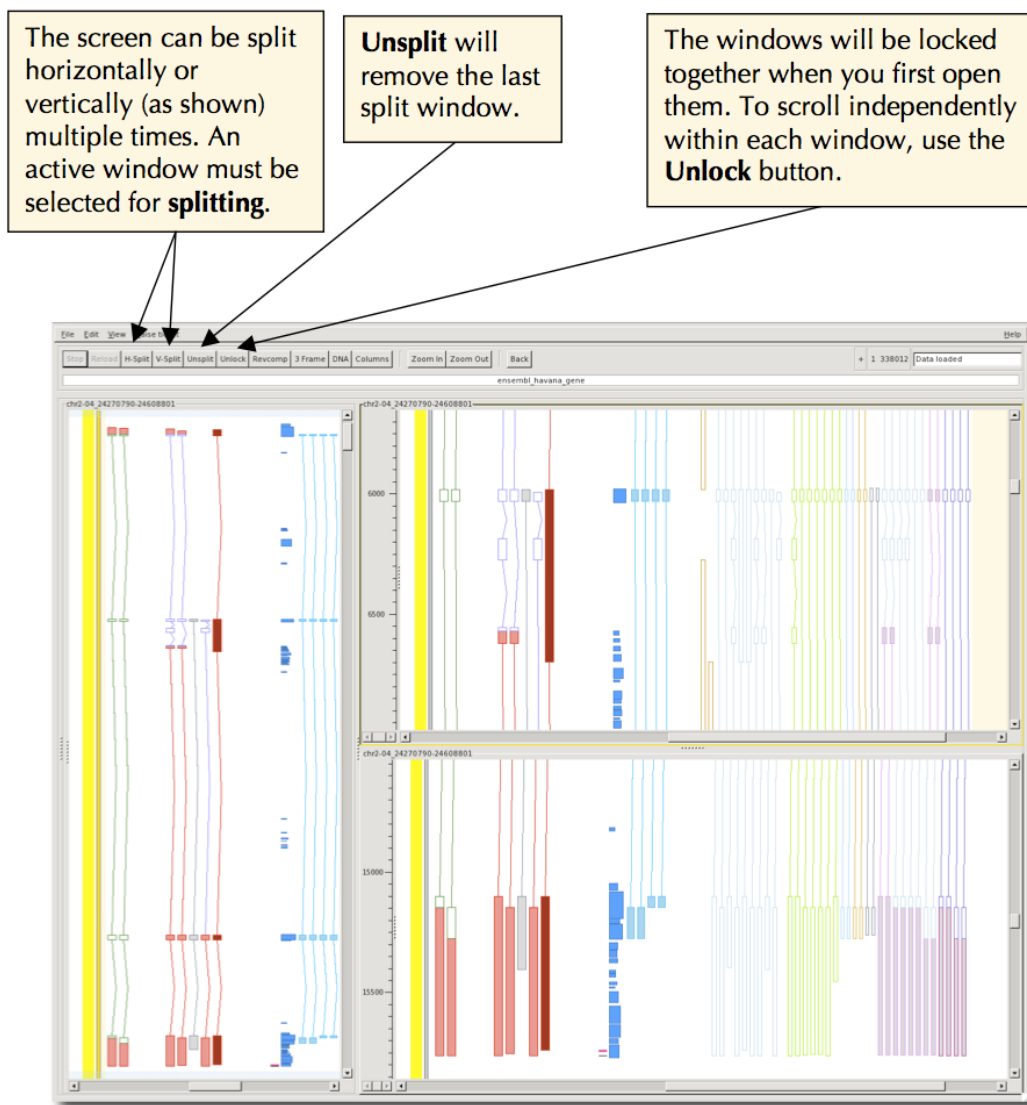 The screen can be split
horizontally or
vertically (as shown)
multiple times. An
active window must be
selected for splitting.
Unsplit will
remove the last
split window.
The windows will be locked
together when you first open
them. To scroll independently
within each window, use the
Unlock button.
File Edit View Help
Stop Reload H-Split V-Split Unsplit Unlock Revcomp 3 Frame DNA Columns Zoom In Zoom Out Back + 1 338012 Data loaded
ensembl_havana_gene
chr2-04_24270790-24608801
chr2-04_24270790-24608801
6000
6500
chr2-04_24270790-24608801
15000
15500